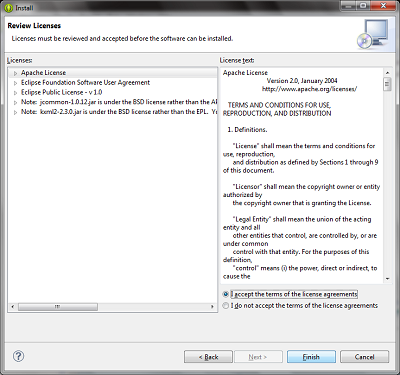 Install
Review Licenses
Licenses must be reviewed and accepted before the software can be installed.
Licenses:
Apache License
Eclipse Foundation Software User Agreement
Eclipse Public License - v 1.0
Note: jcommon-1.0.12.jar is under the BSD license rather than the AP
Note: kxml2-2.3.0.jar is under the BSD license rather than the EPL. Yo
License text:
Apache License
Version 2.0, January 2004
http://www.apache.org/licenses/
TERMS AND CONDITIONS FOR USE,
REPRODUCTION, AND DISTRIBUTION
1. Definitions.
"License" shall mean the terms and conditions for
use, reproduction,
and distribution as defined by Sections 1 through 9
of this document.
"Licensor" shall mean the copyright owner or entity
authorized by
the copyright owner that is granting the License.
"Legal Entity" shall mean the union of the acting
entity and all
other entities that control, are controlled by, or are
under common
control with that entity. For the purposes of this
definition,
"control" means (i) the power, direct or indirect, to
cause the
I accept the terms of the license agreements
I do not accept the terms of the license agreements
?
< Back
Next >
Finish
Cancel